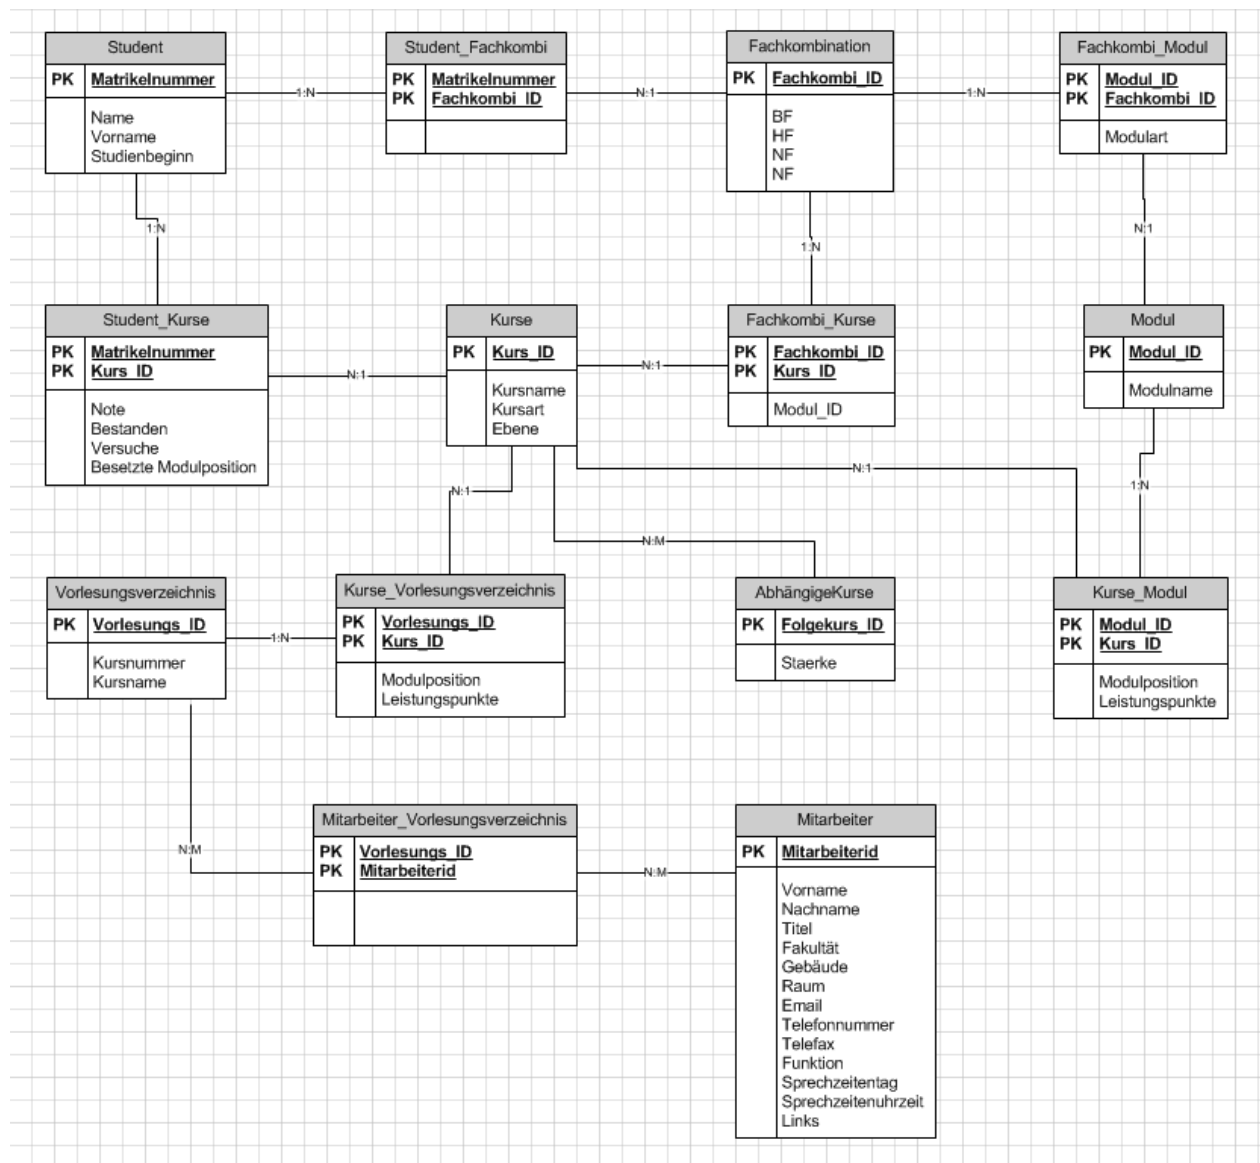 Student
PK Matrikelnummer
Name
Vorname
Studienbeginn
1:N
Student_Fachkombi
PK Matrikelnummer
PK Fachkombi_ID
N:1
Fachkombination
PK Fachkombi_ID
BF
HF
NF
NF
1:N
Fachkombi_Modul
PK Modul_ID
PK Fachkombi_ID
Modulart
1:N
1:N
N:1
Student_Kurse
PK Matrikelnummer
PK Kurs_ID
Note
Bestanden
Versuche
Besetzte Modulposition
N:1
Kurse
PK Kurs_ID
Kursname
Kursart
Ebene
N:1
Fachkombi_Kurse
PK Fachkombi_ID
PK Kurs_ID
Modul_ID
Modul
PK Modul_ID
Modulname
N:1
N:1
1:N
N:M
Vorlesungsverzeichnis
PK Vorlesungs_ID
Kursnummer
Kursname
1:N
Kurse_Vorlesungsverzeichnis
PK Vorlesungs_ID
PK Kurs_ID
Modulposition
Leistungspunkte
AbhängigeKurse
PK Folgekurs_ID
Staerke
Kurse_Modul
PK Modul_ID
PK Kurs_ID
Modulposition
Leistungspunkte
N:M
Mitarbeiter_Vorlesungsverzeichnis
PK Vorlesungs_ID
PK Mitarbeiterid
N:M
Mitarbeiter
PK Mitarbeiterid
Vorname
Nachname
Titel
Fakultät
Gebäude
Raum
Email
Telefonnummer
Telefax
Funktion
Sprechzeitentag
Sprechzeitenuhrzeit
Links